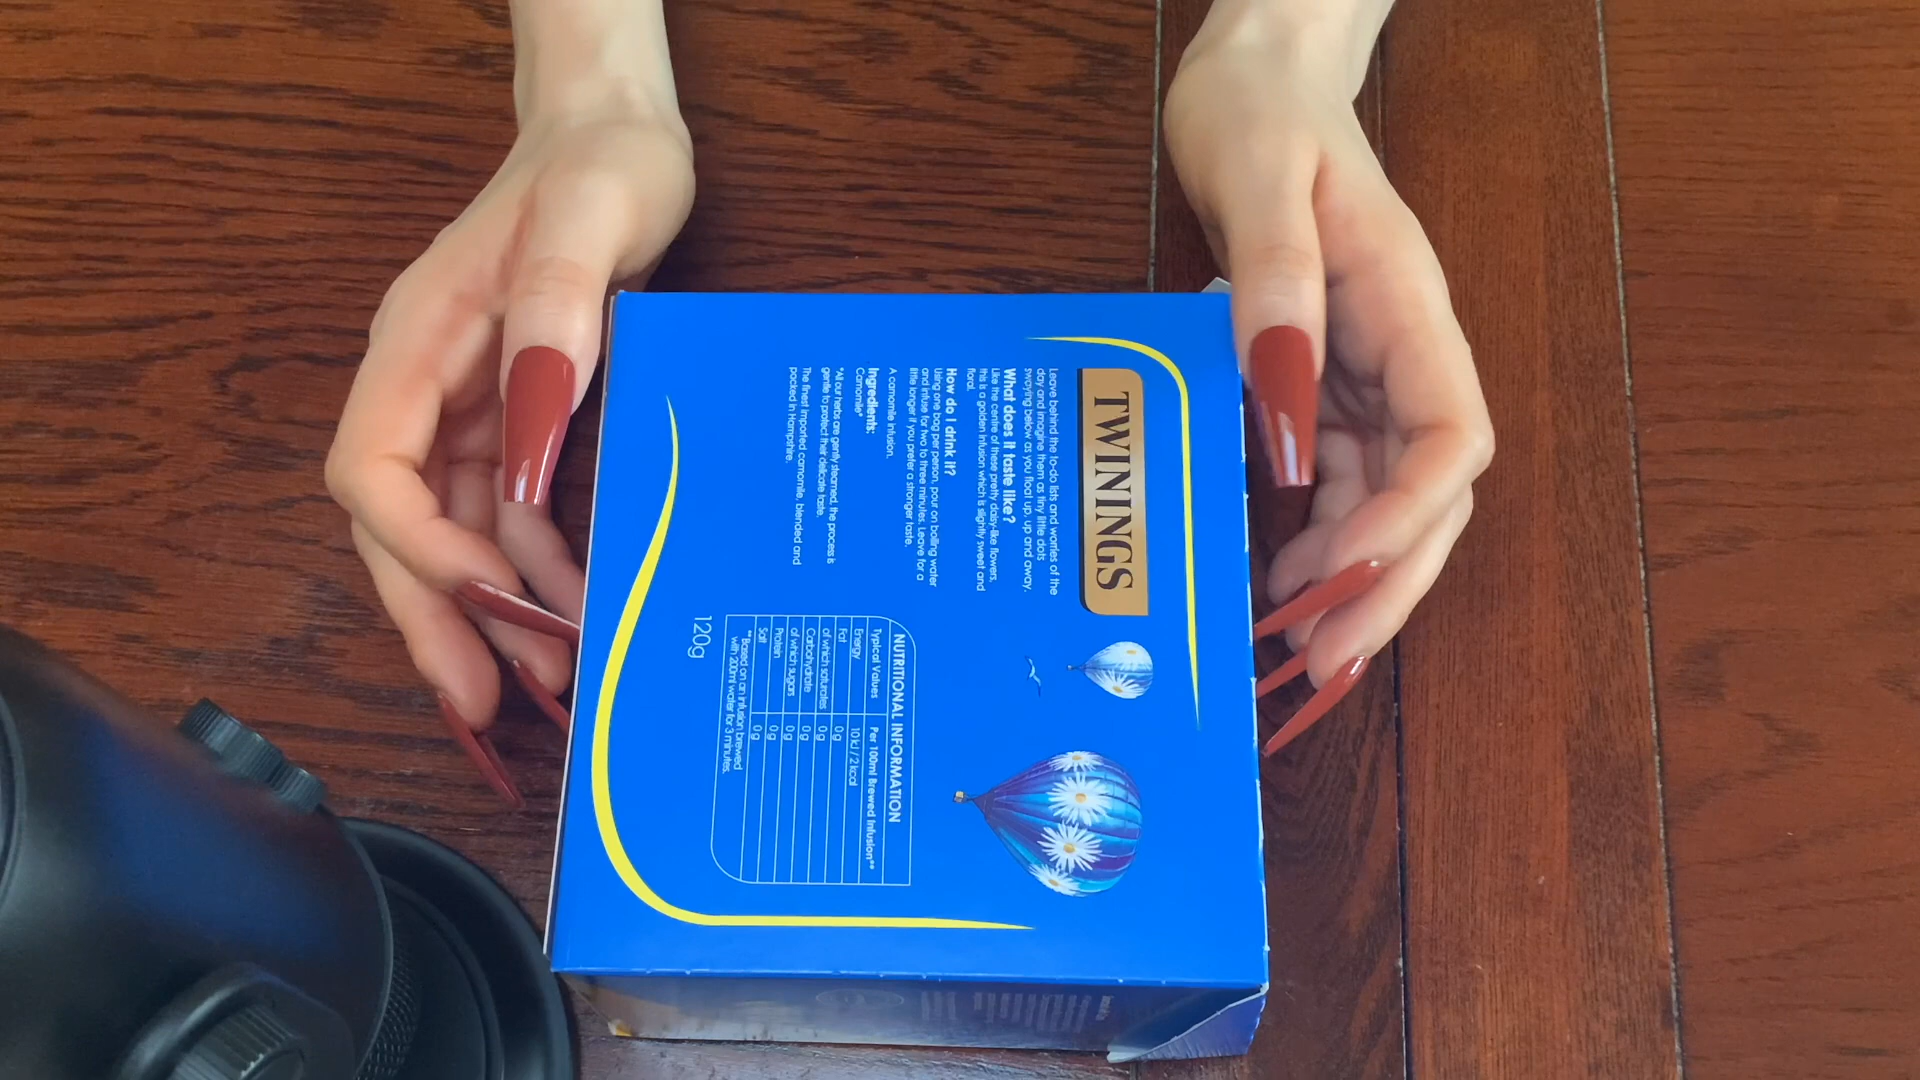 TWININGS
Leave behind the to-do lists and worries of the
day and imagine them as tiny little dots
swaying below as you float up, up and away.
What does it taste like?
Like the centre of these pretty daisy-like flowers,
this is a golden infusion which is slightly sweet and
floral.
How do I drink it?
Using one bag per person, pour on boiling water
and infuse for two to three minutes. Leave for a
little longer if you prefer a stronger taste.
A camomile infusion.
Ingredients:
Camomile*
*All our herbs are gently steamed, the process is
gentle to protect their delicate taste.
The finest imported camomile, blended and
packed in Hampshire.
NUTRITIONAL INFORMATION
Typical Values Per 100ml Brewed Infusion**
Energy 10 kJ / 2 kcal
Fat 0g
of which saturates 0g
Carbohydrate 0g
of which sugars 0g
Protein 0g
Salt 0g
**Based on an infusion brewed
with 200ml water for 3 minutes.
120g